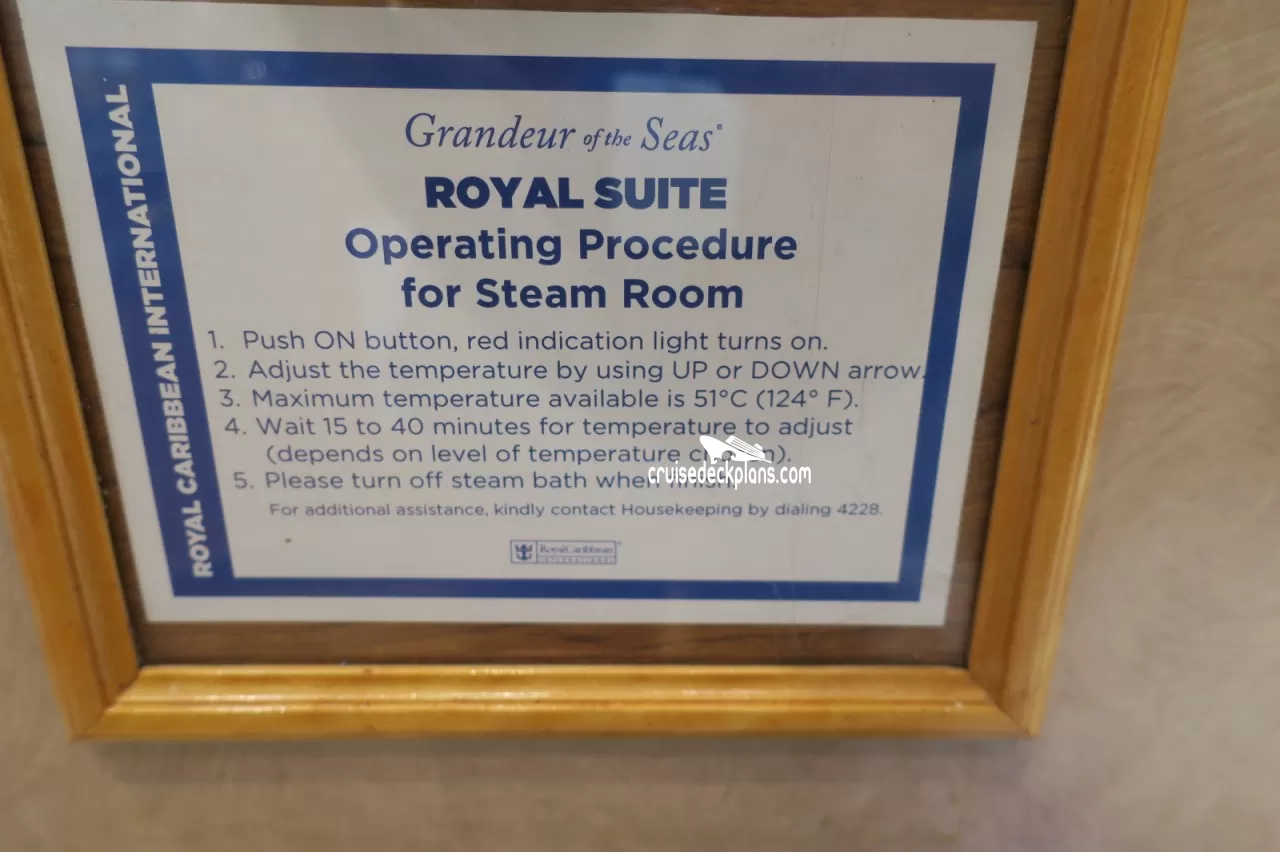 Grandeur of the Seas®
ROYAL SUITE
Operating Procedure
for Steam Room
1. Push ON button, red indication light turns on.
2. Adjust the temperature by using UP or DOWN arrow.
3. Maximum temperature available is 51°C (124° F).
4. Wait 15 to 40 minutes for temperature to adjust
(depends on level of temperature
5. Please turn off steam bath when
For additional assistance, kindly contact Housekeeping by dialing 4228.
RoyalCaribbean
INTERNATIONAL
ROYAL CARIBBEAN INTERNATIONAL
cruisedeckplans.com